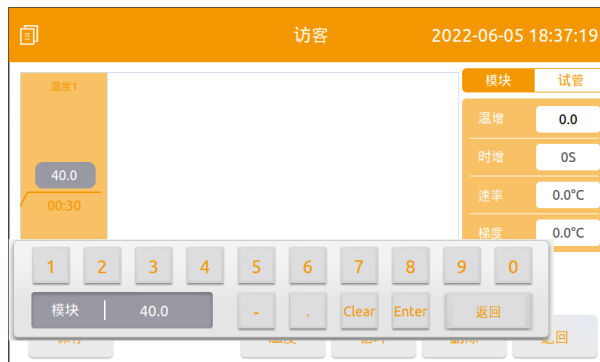 访客 2022-06-05 18:37:19
温度1
模块 试管
温增 0.0
时增 0S
40.0
速率 0.0℃
00:30
梯度 0.0℃
1 2 3 4 5 6 7 8 9 0
模块 40.0 - . Clear Enter 返回